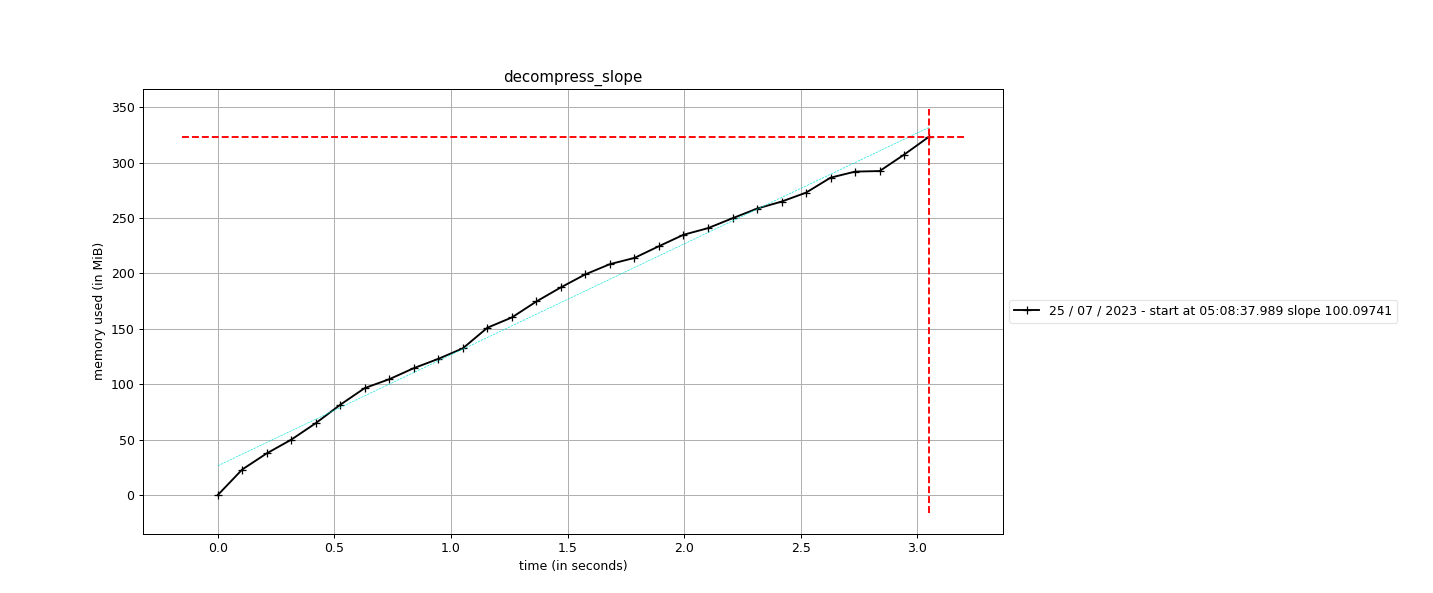 decompress_slope
350
300
250
200
150
100
50
0
memory used (in MiB)
0.0 0.5 1.0 1.5 2.0 2.5 3.0
time (in seconds)
25 / 07 / 2023 - start at 05:08:37.989 slope 100.09741